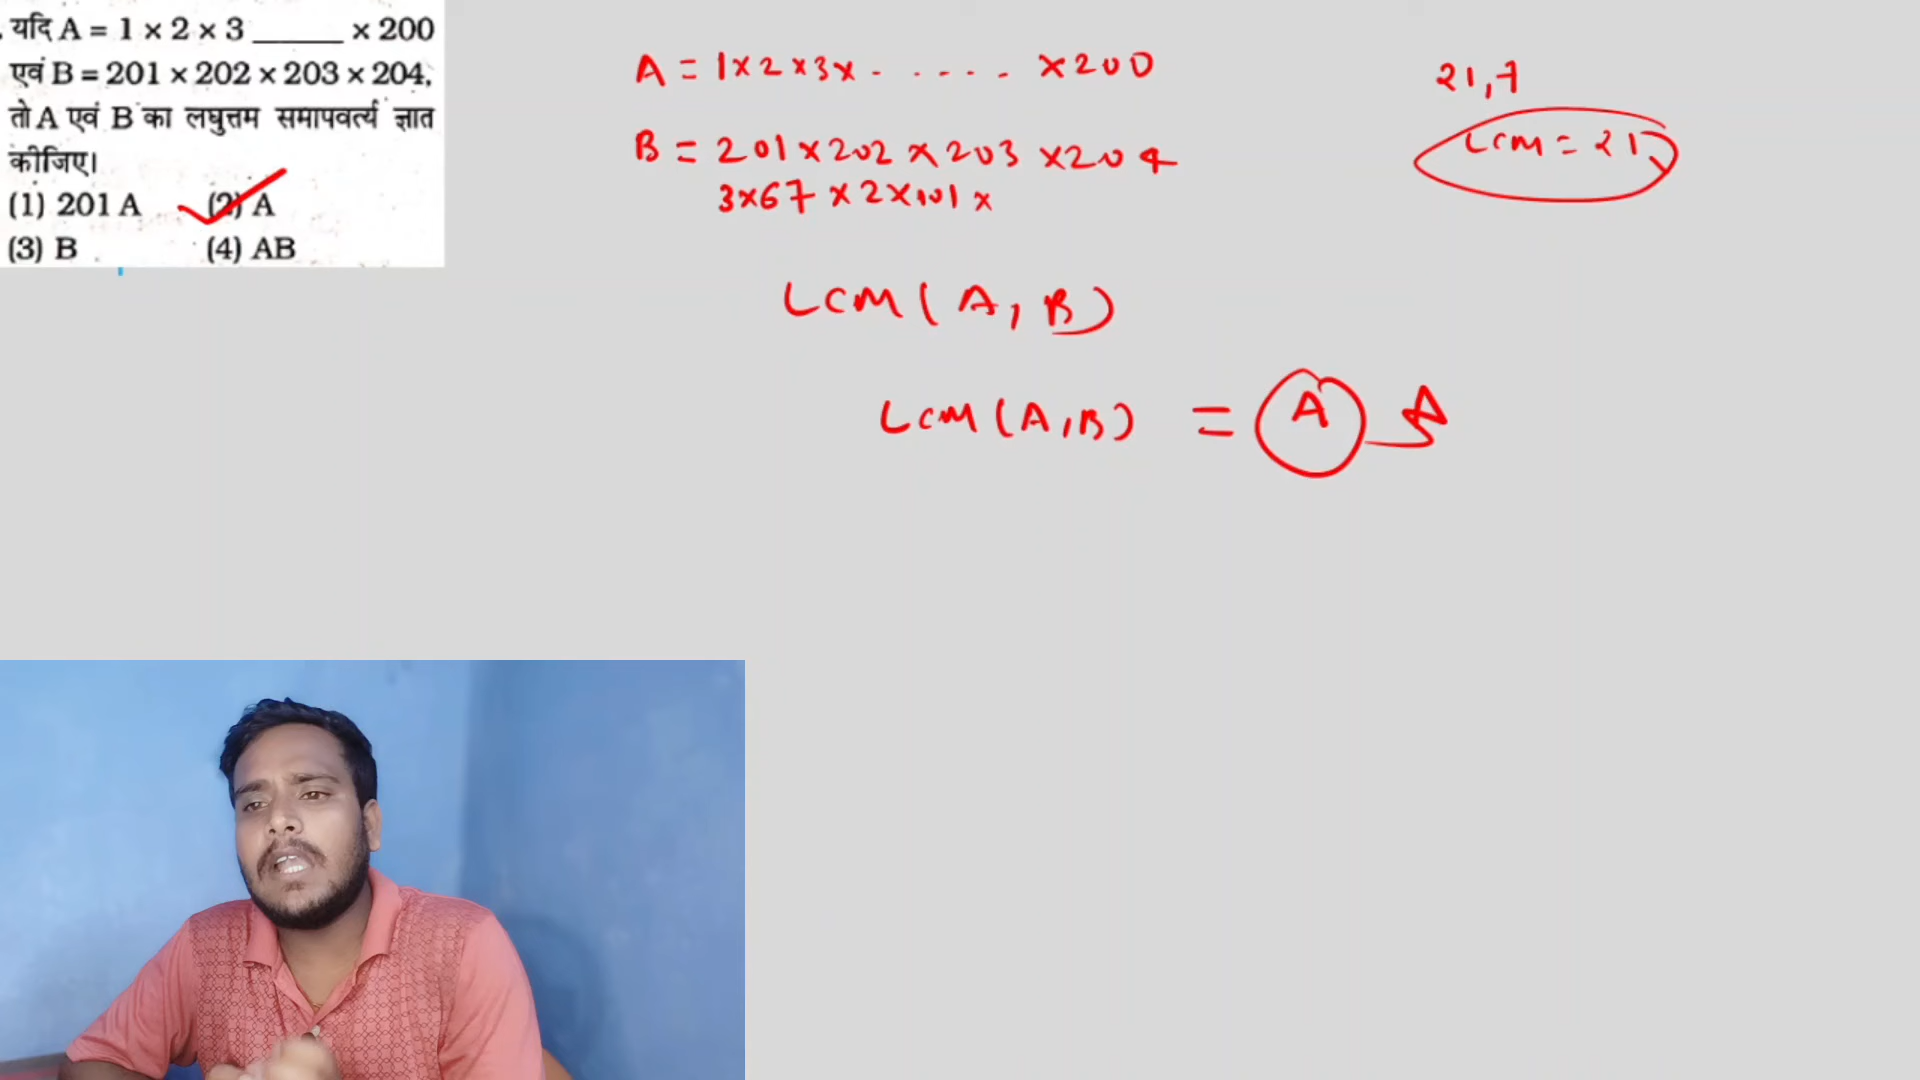 . यदि A = 1 × 2 × 3 _____ × 200
एवं B = 201 × 202 × 203 × 204,
तो A एवं B का लघुत्तम समापवर्त्य ज्ञात
कीजिए।
(1) 201 A (2) A
(3) B (4) AB
A = 1×2×3×. . . . . . ×200
B = 201×202×203×204
3×67×2×101×
LCM(A,B)
LCM(A,B) = A
21,7
LCM = 21